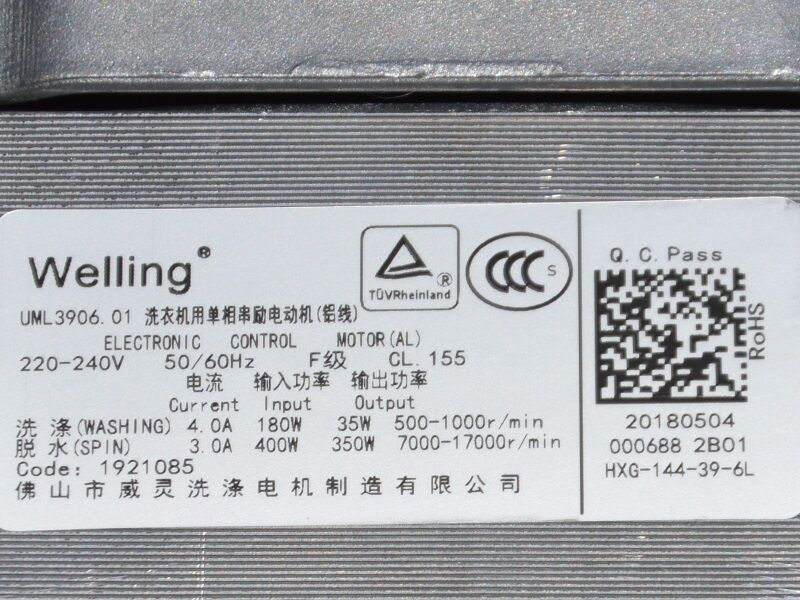 Welling®
TÜVRheinland®
CCC S
UML3906.01 洗衣机用单相串励电动机(铝线)
ELECTRONIC CONTROL MOTOR(AL)
220-240V 50/60Hz F级 CL.155
电流 输入功率 输出功率
Current Input Output
洗 涤(WASHING) 4.0A 180W 35W 500-1000r/min
脱 水(SPIN) 3.0A 400W 350W 7000-17000r/min
Code: 1921085
佛山市威灵洗涤电机制造有限公司
Q.C.Pass
RoHS
20180504
000688 2B01
HXG-144-39-6L